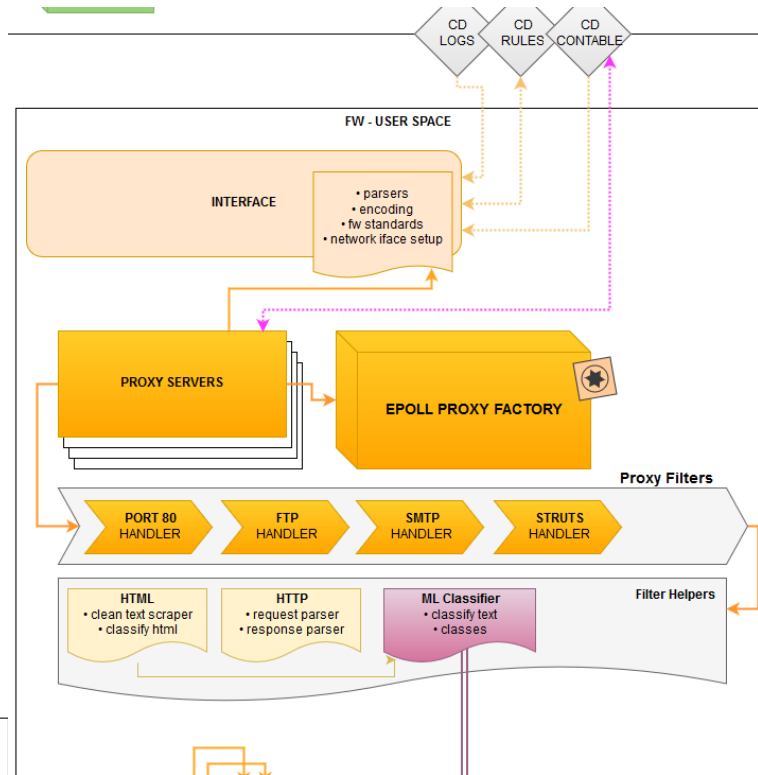 CD
LOGS
CD
RULES
CD
CONTABLE
FW - USER SPACE
INTERFACE
• parsers
• encoding
• fw standards
• network iface setup
PROXY SERVERS
EPOLL PROXY FACTORY
Proxy Filters
PORT 80
HANDLER
FTP
HANDLER
SMTP
HANDLER
STRUTS
HANDLER
HTML
• clean text scraper
• classify html
HTTP
• request parser
• response parser
ML Classifier
• classify text
• classes
Filter Helpers